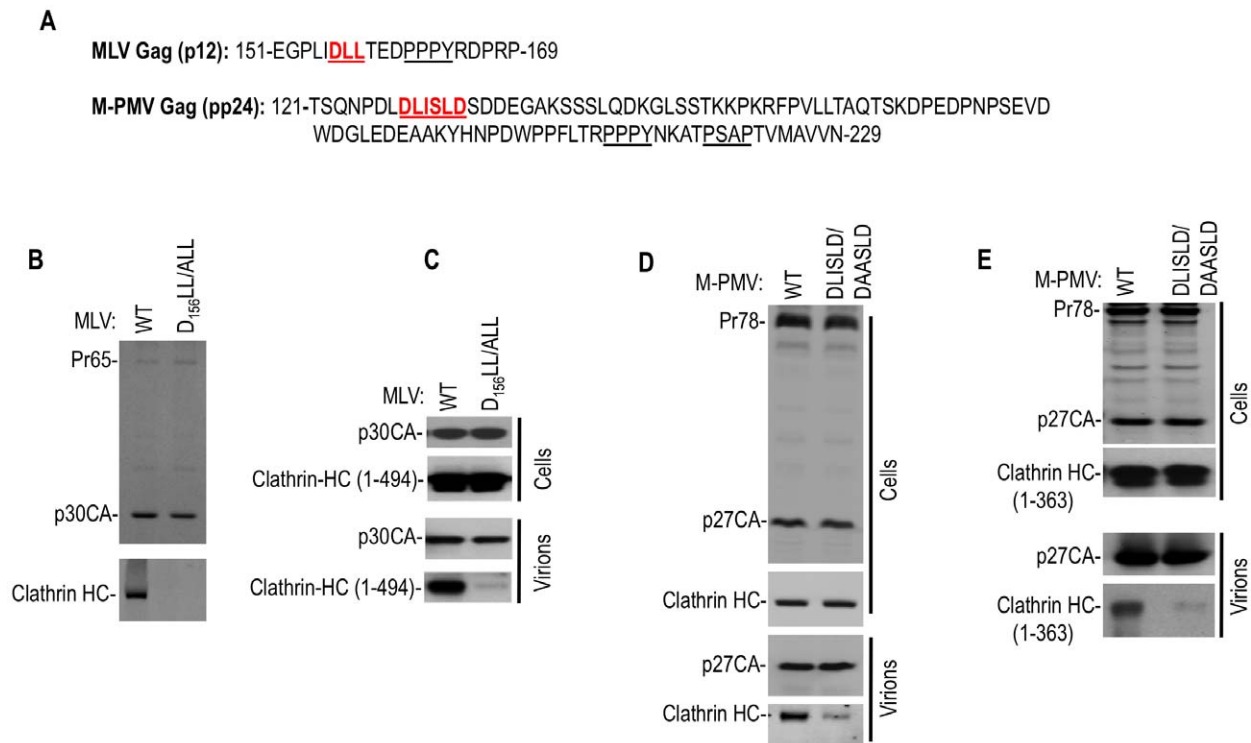 A
MLV Gag (p12): 151-EGPLIDLLTEDPPPYRDPRP-169
M-PMV Gag (pp24): 121-TSQNPDLDLISLDSDDEGAKSSSLQDKGLSSTKKPKRFPVLLTAQTSKDPEDPNPSEVD
WDGLEDEAAKYHNPDWPPFLTRPPPYNKATPSAPTVMAVVN-229
B
MLV:
WT
D156LL/ALL
Pr65-
p30CA-
Clathrin HC-
C
MLV:
WT
D156LL/ALL
p30CA-
Clathrin-HC (1-494)-
Cells
p30CA-
Clathrin-HC (1-494)-
Virions
D
M-PMV:
WT
DLISLD/
DAASLD
Pr78-
p27CA-
Clathrin HC-
Cells
p27CA-
Clathrin HC-
Virions
E
M-PMV:
WT
DLISLD/
DAASLD
Pr78-
p27CA-
Clathrin HC-
(1-363)
Cells
p27CA-
Clathrin HC-
(1-363)
Virions